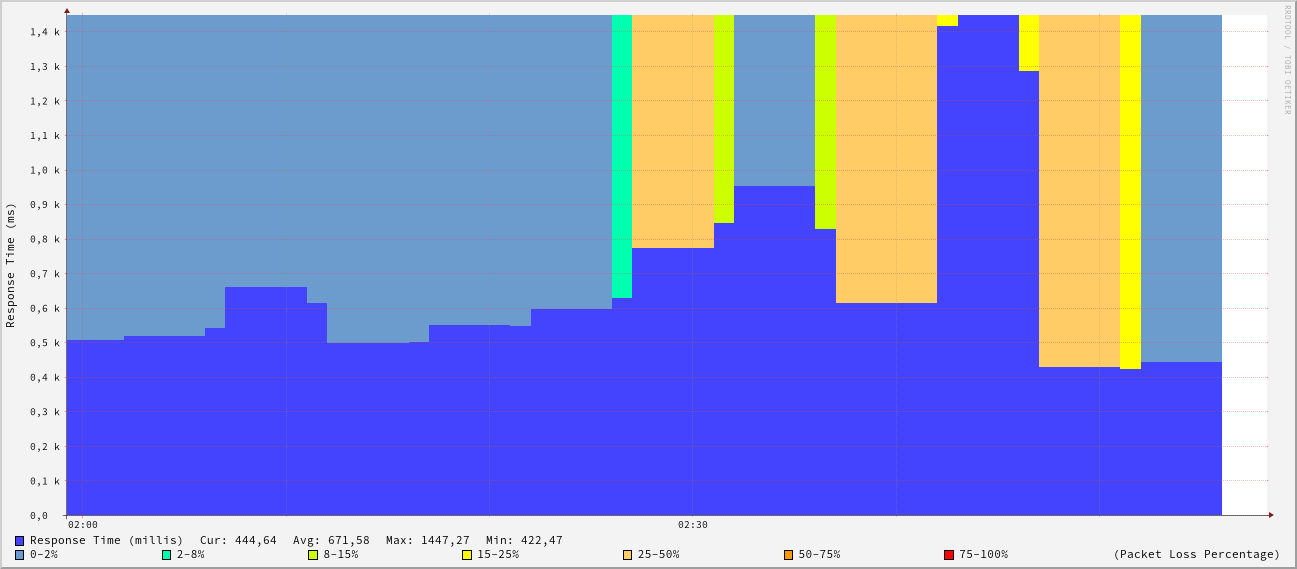 RRDTOOL / TOBI OETIKER
Response Time (ms)
1,4 k
1,3 k
1,2 k
1,1 k
1,0 k
0,9 k
0,8 k
0,7 k
0,6 k
0,5 k
0,4 k
0,3 k
0,2 k
0,1 k
0,0
02:00 02:30
Response Time (millis) Cur: 444,64 Avg: 671,58 Max: 1447,27 Min: 422,47
0-2% 2-8% 8-15% 15-25% 25-50% 50-75% 75-100% (Packet Loss Percentage)